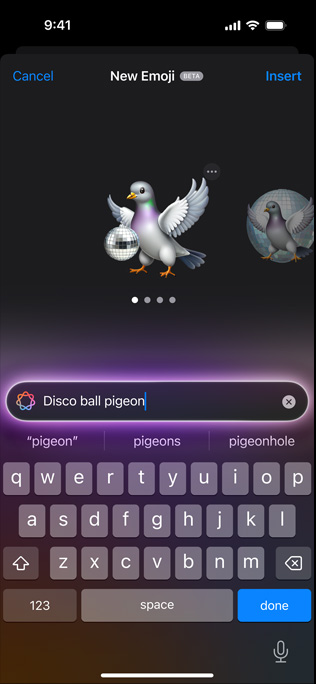 9:41
Cancel New Emoji BETA Insert
Disco ball pigeon
“pigeon” pigeons pigeonhole
q w e r t y u i o p
a s d f g h j k l
z x c v b n m
123 space done